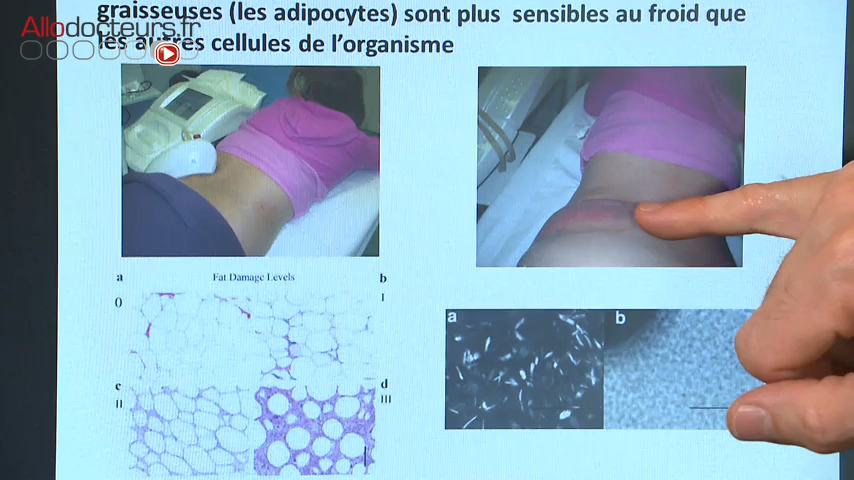 graisseuses (les adipocytes) sont plus sensibles au froid que
Allodocteurs.fr
les autres cellules de l'organisme
a Fat Damage Levels b
0 I
c d
II III
a b